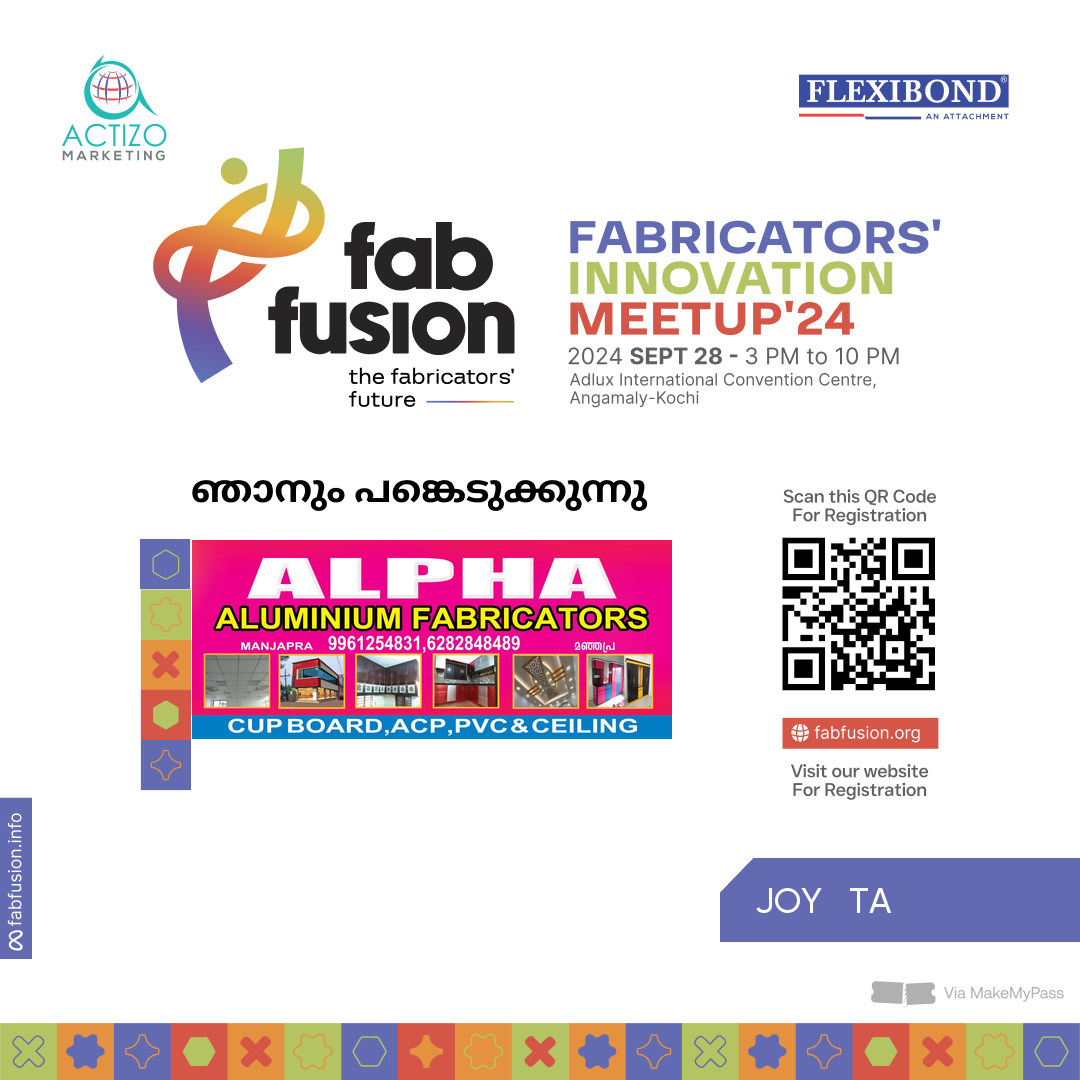 ACTIZO
MARKETING
FLEXIBOND®
AN ATTACHMENT
fab
fusion
the fabricators'
future
FABRICATORS'
INNOVATION
MEETUP'24
2024 SEPT 28 - 3 PM to 10 PM
Adlux International Convention Centre,
Angamaly-Kochi
ഞാനും പങ്കെടുക്കുന്നു
ALPHA
ALUMINIUM FABRICATORS
MANJAPRA 9961254831,6282848489 മഞ്ഞപ്ര
CUP BOARD,ACP,PVC & CEILING
Scan this QR Code
For Registration
fabfusion.org
Visit our website
For Registration
fabfusion.info
JOY TA
Via MakeMyPass